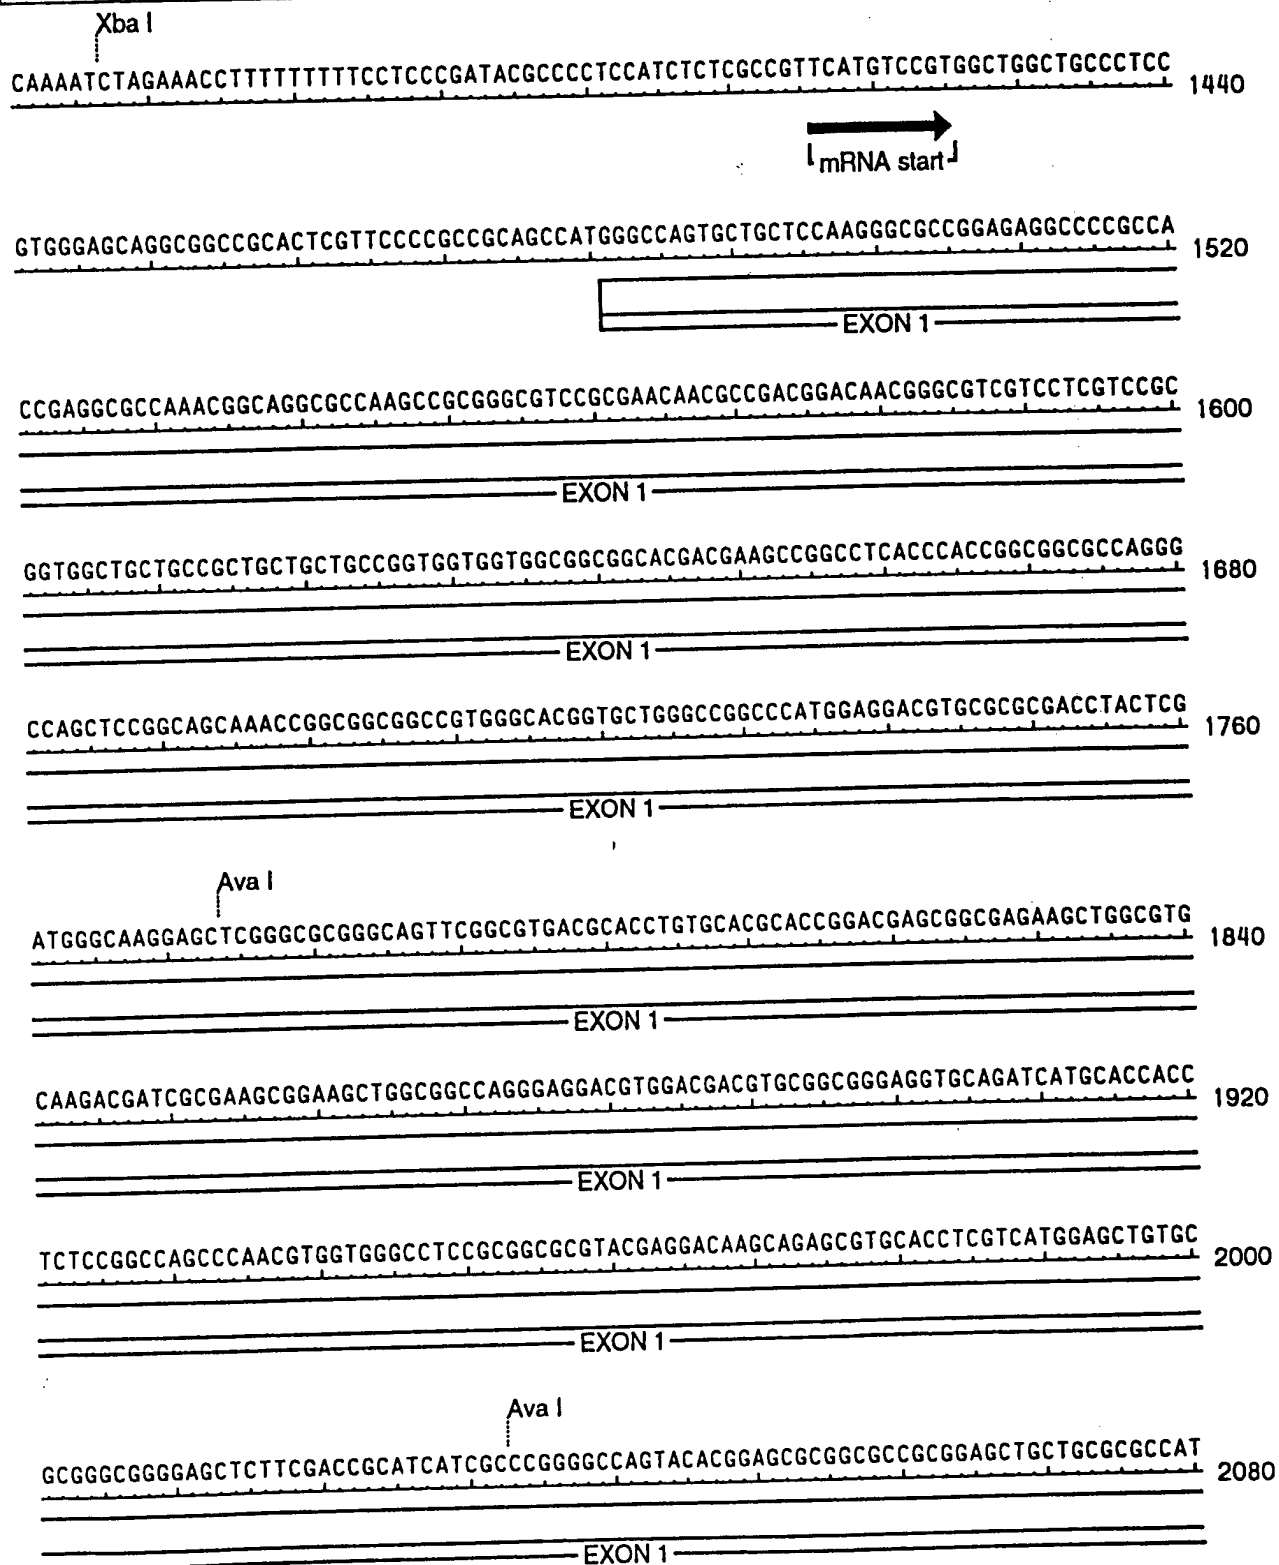 Xba I
CAAAATCTAGAAACCTTTTTTTTTTCCTCCCGATACGCCCCTCCATCTCTCGCCGTTCATGTCCGTGGCTGGCTGCCCTCC 1440
mRNA start
GTGGGAGCAGGCGGCCGCACTCGTTCCCCGCCGCAGCCATGGGCCAGTGCTGCTCCAAGGGCGCCGGAGAGGCCCCGCCA 1520
EXON 1
CCGAGGCGCCAAACGGCAGGCGCCAAGCCGCGGGCGTCCGCGAACAACGCCGACGGACAACGGGCGTCGTCCTCGTCCGC 1600
EXON 1
GGTGGCTGCTGCCGCTGCTGCTGCCGGTGGTGGTGGCGGCGGCACGACGAAGCCGGCCTCACCCACCGGCGGCGCCAGGG 1680
EXON 1
CCAGCTCCGGCAGCAAACCGGCGGCGGCCGTGGGCACGGTGCTGGGCCGGCCCATGGAGGACGTGCGCGCGACCTACTCG 1760
EXON 1
Ava I
ATGGGCAAGGAGCTCGGGCGCGGGCAGTTCGGCGTGACGCACCTGTGCACGCACCGGACGAGCGGCGAGAAGCTGGCGTG 1840
EXON 1
CAAGACGATCGCGAAGCGGAAGCTGGCGGCCAGGGAGGACGTGGACGACGTGCGGCGGGAGGTGCAGATCATGCACCACC 1920
EXON 1
TCTCCGGCCAGCCCAACGTGGTGGGCCTCCGCGGCGCGTACGAGGACAAGCAGAGCGTGCACCTCGTCATGGAGCTGTGC 2000
EXON 1
Ava I
GCGGGCGGGGAGCTCTTCGACCGCATCATCGCCCGGGGCCAGTACACGGAGCGCGGCGCCGCGGAGCTGCTGCGCGCCAT 2080
EXON 1